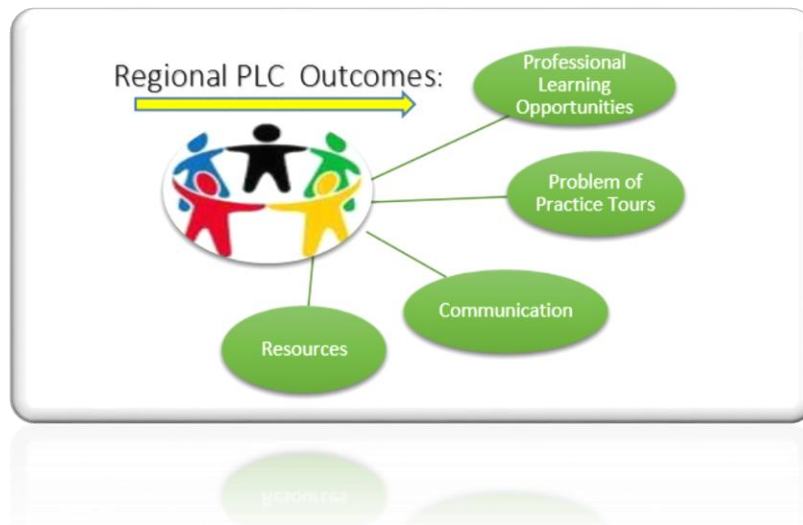 Regional PLC Outcomes:
Professional
Learning
Opportunities
Problem of
Practice Tours
Communication
Resources